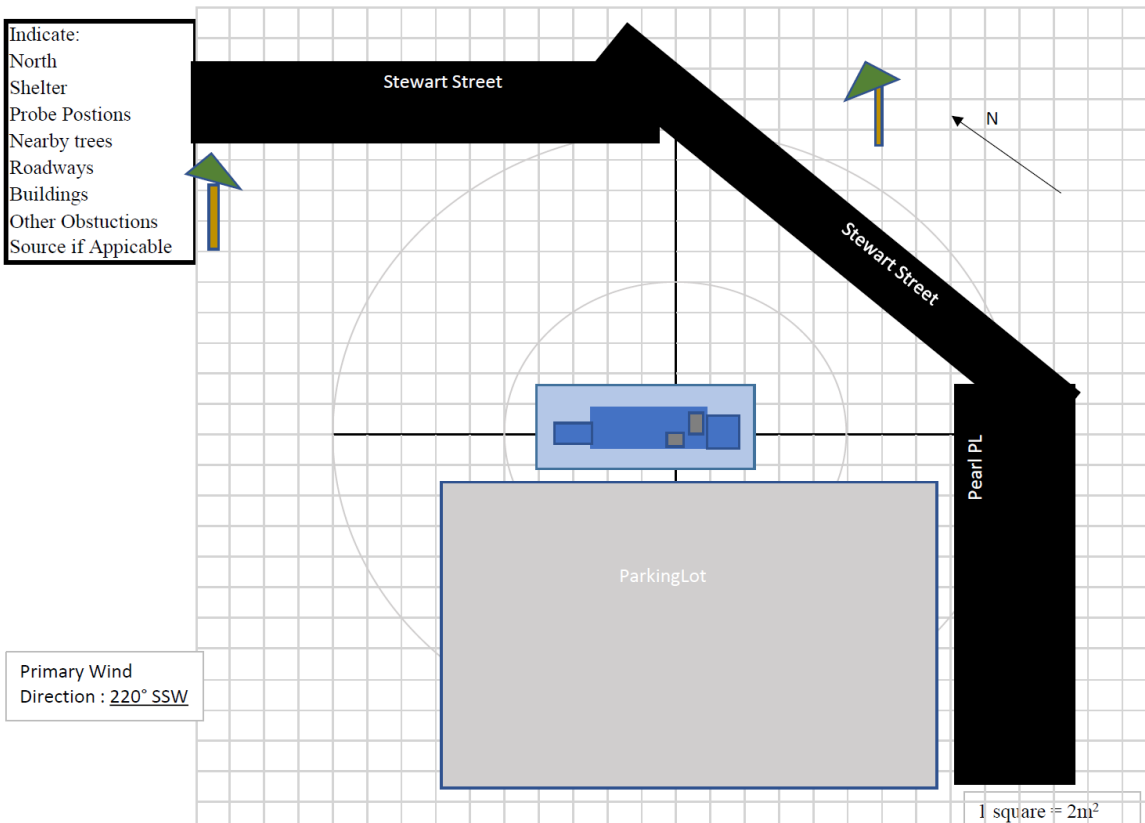 Indicate:
North
Shelter
Probe Postions
Nearby trees
Roadways
Buildings
Other Obstuctions
Source if Appicable
Stewart Street
N
Stewart Street
Pearl PL
ParkingLot
Primary Wind
Direction : 220° SSW
1 square = 2m²